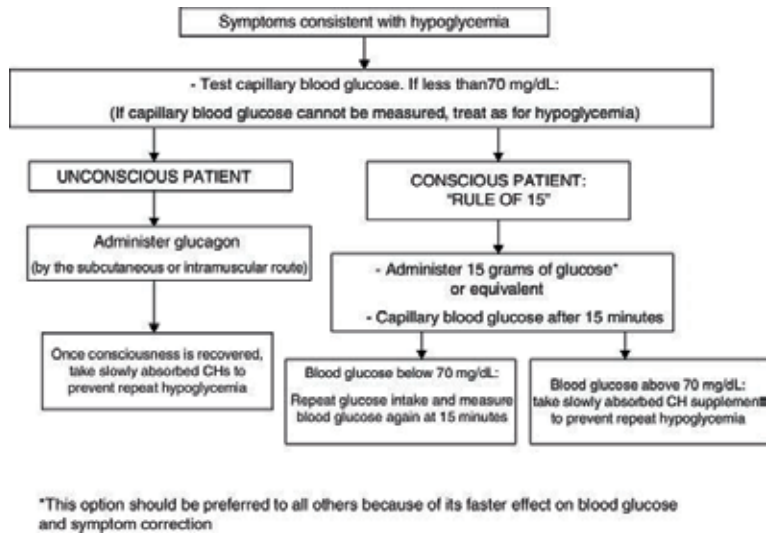 Symptoms consistent with hypoglycemia
- Test capillary blood glucose. If less than70 mg/dL:
(If capillary blood glucose cannot be measured, treat as for hypoglycemia)
UNCONSCIOUS PATIENT
CONSCIOUS PATIENT:
“RULE OF 15”
Administer glucagon
(by the subcutaneous or intramuscular route)
- Administer 15 grams of glucose*
or equivalent
- Capillary blood glucose after 15 minutes
Once consciousness is recovered,
take slowly absorbed CHs to
prevent repeat hypoglycemia
Blood glucose below 70 mg/dL:
Repeat glucose intake and measure
blood glucose again at 15 minutes
Blood glucose above 70 mg/dL:
take slowly absorbed CH supplement
to prevent repeat hypoglycemia
*This option should be preferred to all others because of its faster effect on blood glucose
and symptom correction